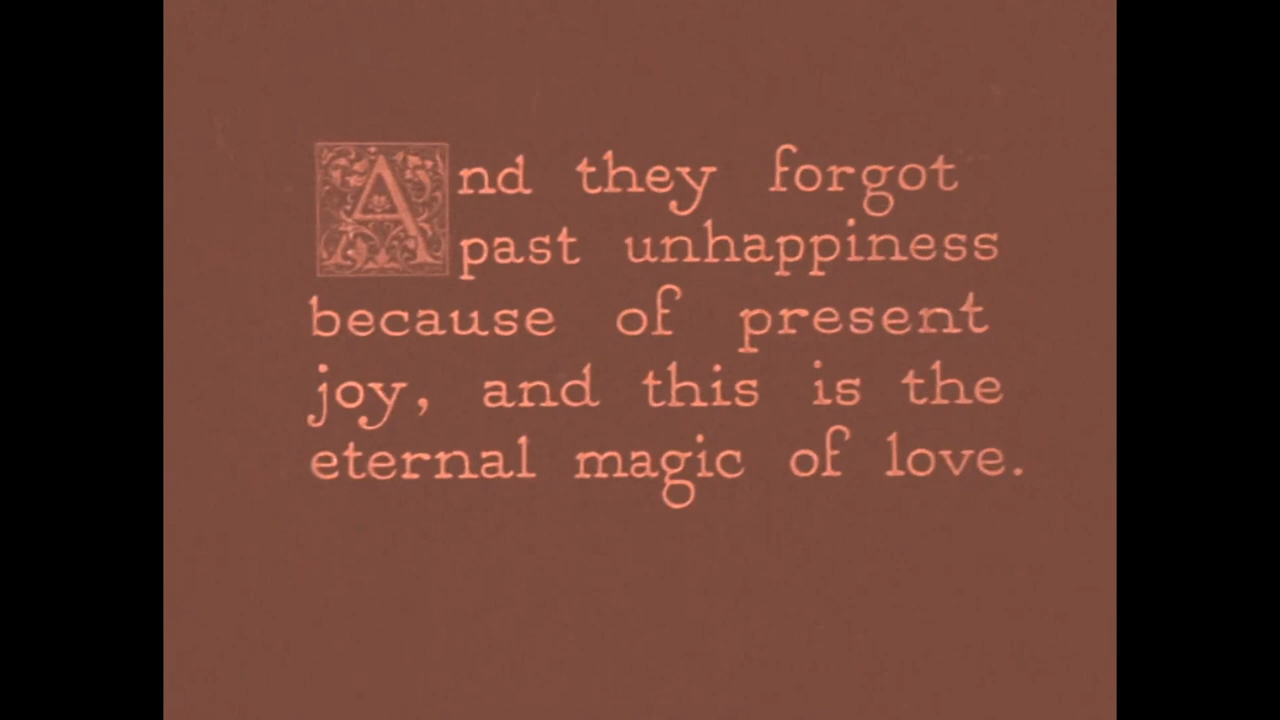 And they forgot
past unhappiness
because of present
joy, and this is the
eternal magic of love.